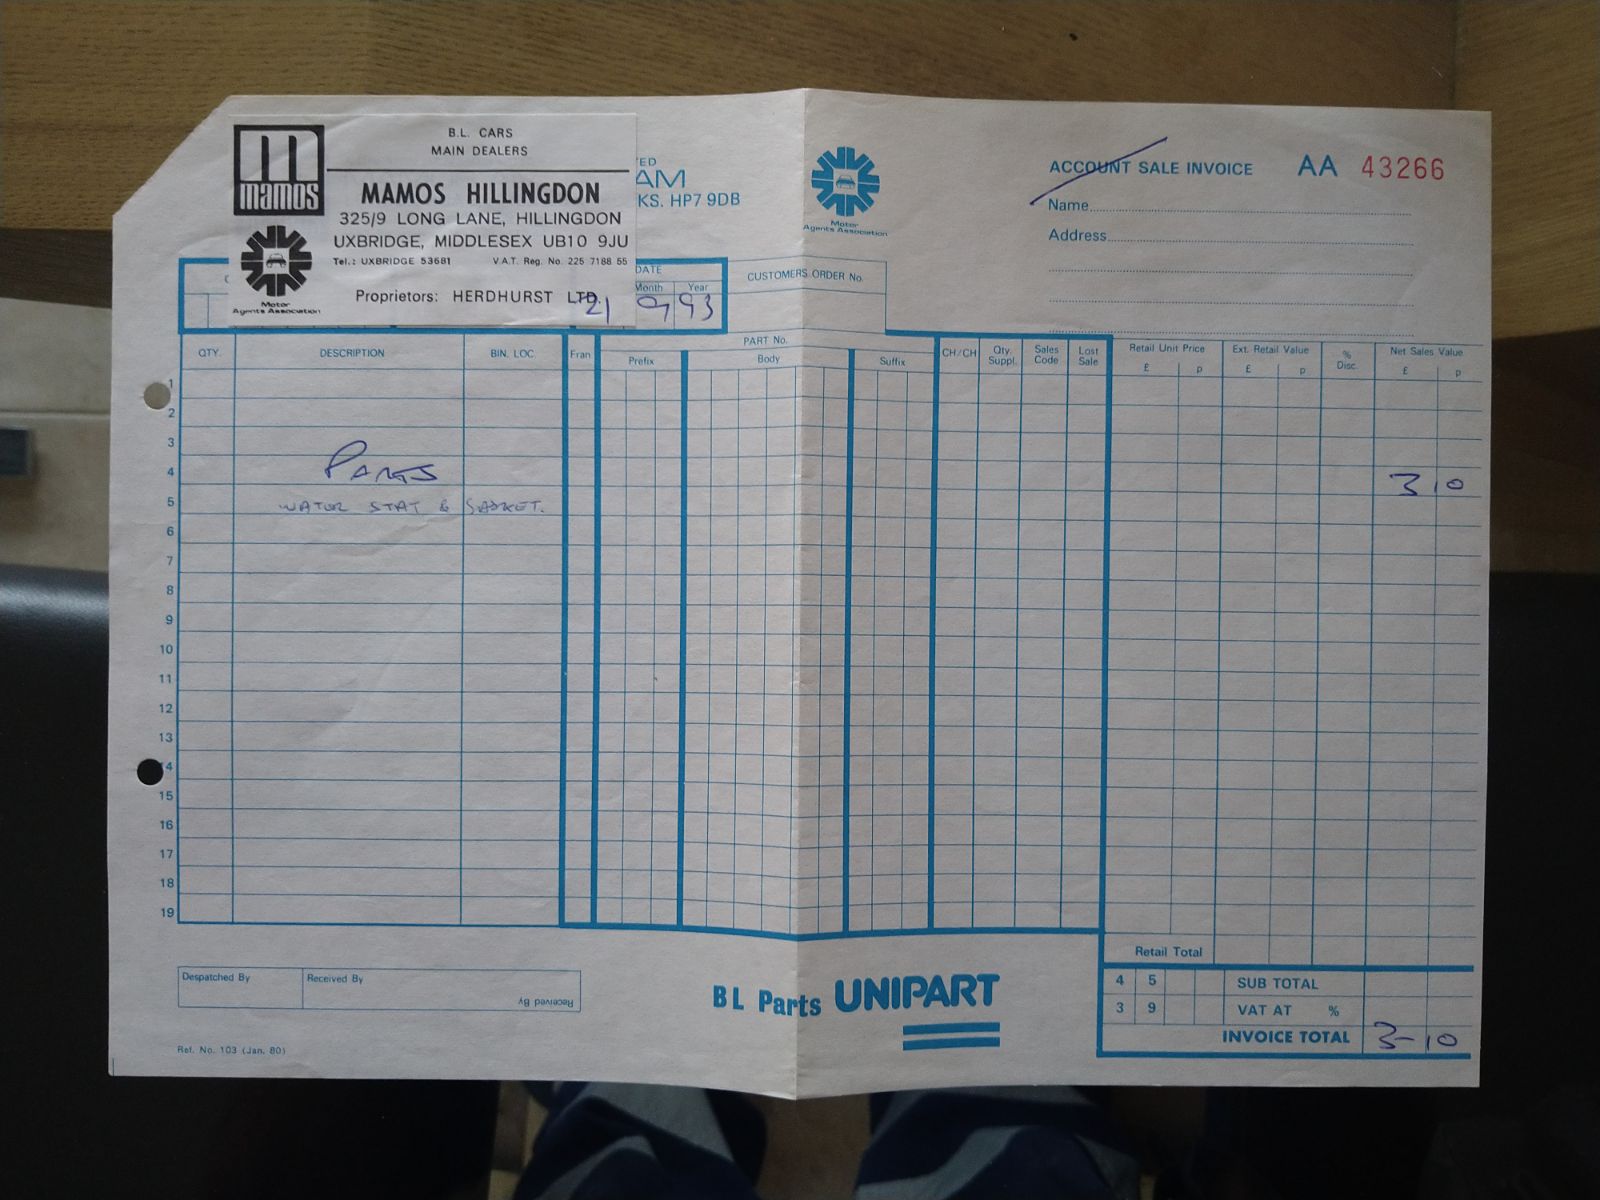 mamos
B.L. CARS
MAIN DEALERS
MAMOS HILLINGDON
325/9 LONG LANE, HILLINGDON
UXBRIDGE, MIDDLESEX UB10 9JU
Tel.: UXBRIDGE 53681 V.A.T. Reg. No. 225 7188 55
Proprietors: HERDHURST LTD.
Motor
Agents Association
ED
AM
KS. HP7 9DB
Motor
Agents Association
ACCOUNT SALE INVOICE AA 43266
Name
Address
DATE
Month Year
21 9 93
CUSTOMERS ORDER No.
QTY. DESCRIPTION BIN. LOC. Fran PART No. CH/CH Qty. Suppl. Sales Code Lost Sale Retail Unit Price Ext. Retail Value % Disc. Net Sales Value
Prefix Body Suffix £ p £ p £ p
1
2
3
4 PARTS 3 10
5 WATER STAT & GASKET.
6
7
8
9
10
11
12
13
14
15
16
17
18
19
Retail Total
4 5 SUB TOTAL
3 9 VAT AT %
INVOICE TOTAL 3-10
Despatched By Received By
Received By
BL Parts UNIPART
Ref. No. 103 (Jan. 80)